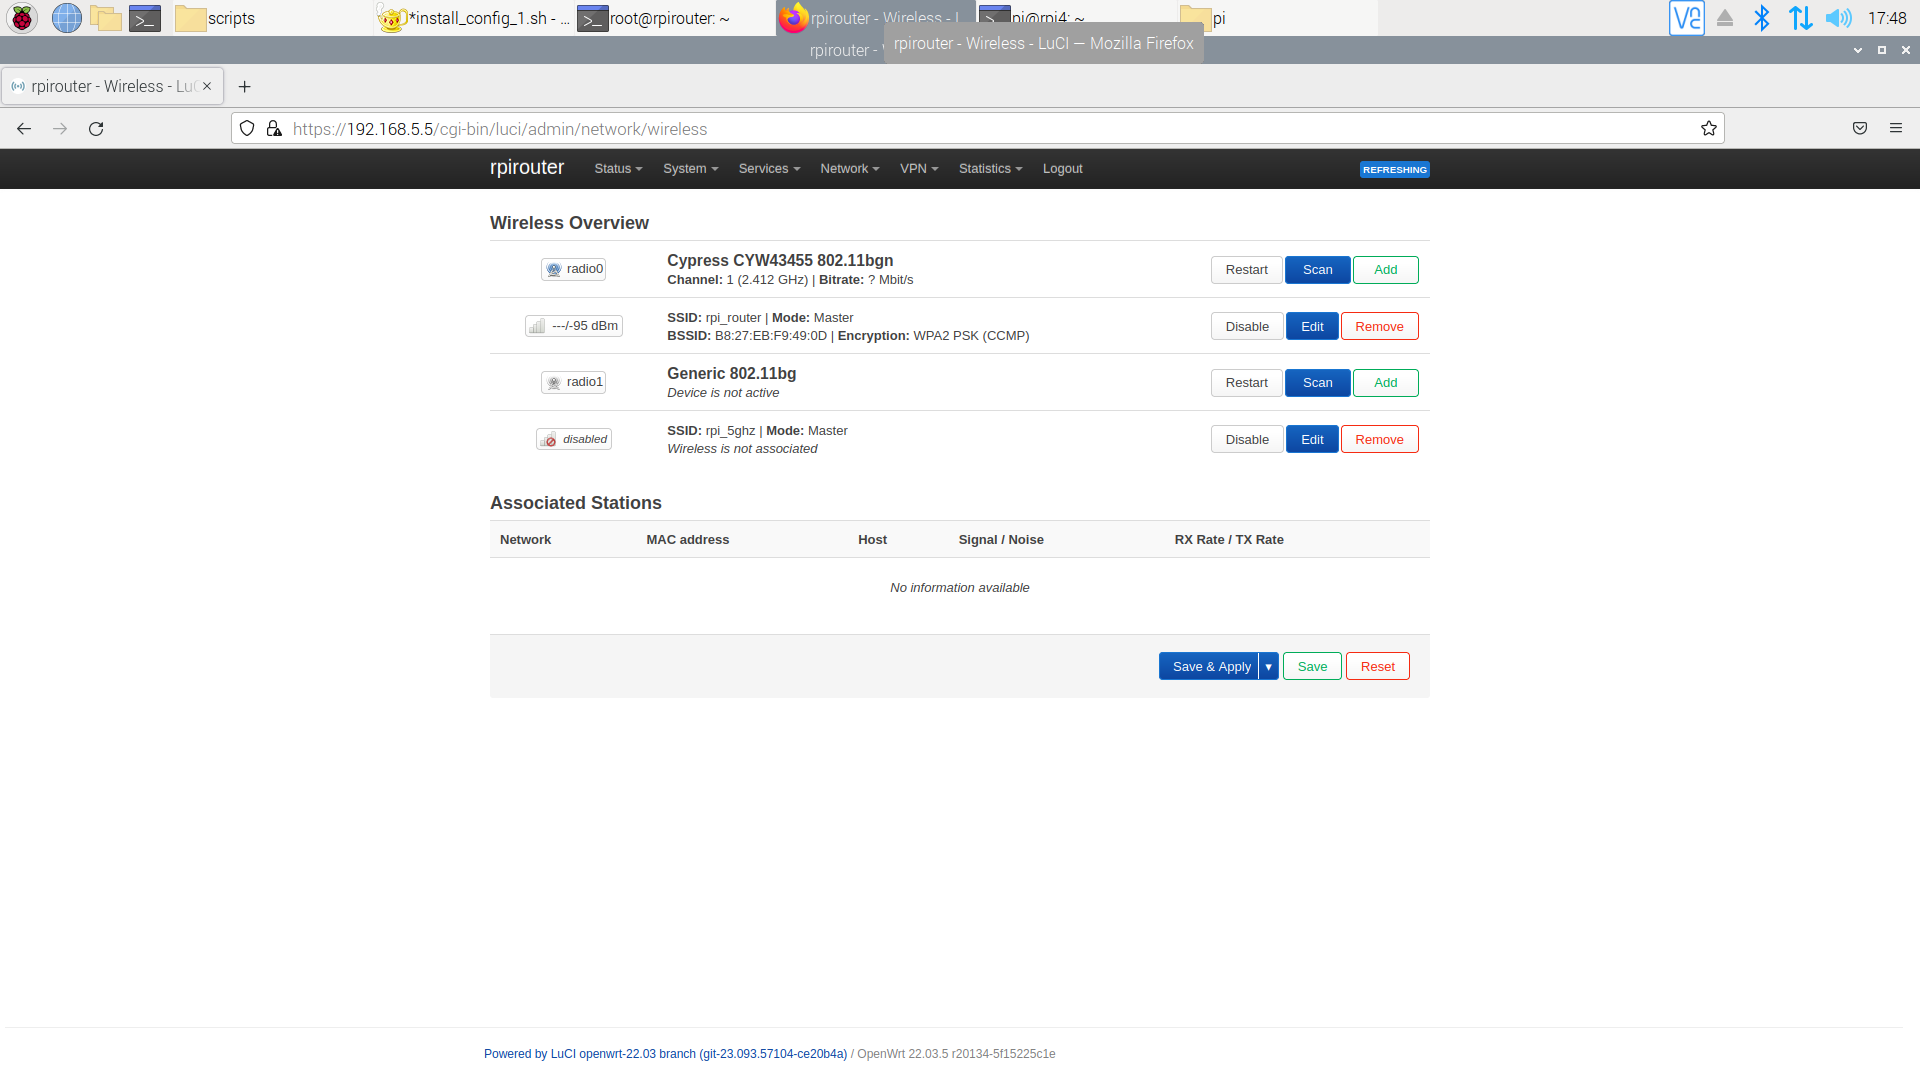 scripts
*install_config_1.sh - ...
root@rpirouter: ~
rpirouter - Wireless - L
pi@rpi4: ~
pi
17:48
rpirouter -
rpirouter - Wireless - LuCI — Mozilla Firefox
rpirouter - Wireless - LuC
https://192.168.5.5/cgi-bin/luci/admin/network/wireless
rpirouter
Status
System
Services
Network
VPN
Statistics
Logout
REFRESHING
Wireless Overview
radio0
Cypress CYW43455 802.11bgn
Channel: 1 (2.412 GHz) | Bitrate: ? Mbit/s
Restart
Scan
Add
---/-95 dBm
SSID: rpi_router | Mode: Master
BSSID: B8:27:EB:F9:49:0D | Encryption: WPA2 PSK (CCMP)
Disable
Edit
Remove
radio1
Generic 802.11bg
Device is not active
Restart
Scan
Add
disabled
SSID: rpi_5ghz | Mode: Master
Wireless is not associated
Disable
Edit
Remove
Associated Stations
Network
MAC address
Host
Signal / Noise
RX Rate / TX Rate
No information available
Save & Apply
Save
Reset
Powered by LuCI openwrt-22.03 branch (git-23.093.57104-ce20b4a) / OpenWrt 22.03.5 r20134-5f15225c1e